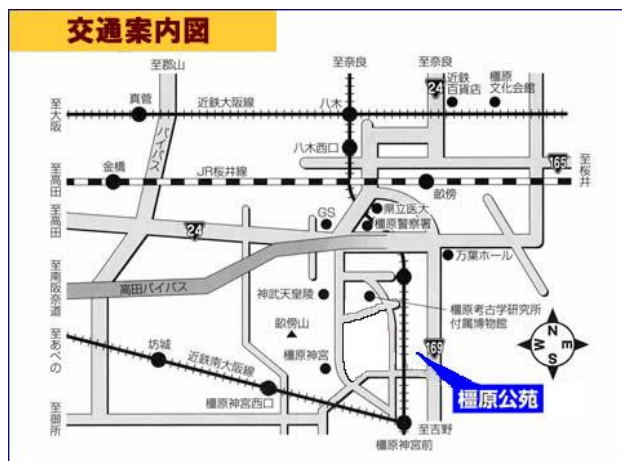 交通案内図
至郡山
至奈良
至奈良
24
近鉄
百貨店
橿原
文化会館
至大阪
真菅
近鉄大阪線
八木
バイパス
八木西口
165
至桜井
至高田
金橋
JR桜井線
畝傍
至高田
24
GS
県立医大
橿原警察署
万葉ホール
至南阪奈道
高田バイパス
神武天皇陵
橿原考古学研究所
付属博物館
至あべの
坊城
近鉄南大阪線
畝傍山
橿原神宮
169
N
E
S
W
橿原公苑
至御所
橿原神宮西口
橿原神宮前
至吉野